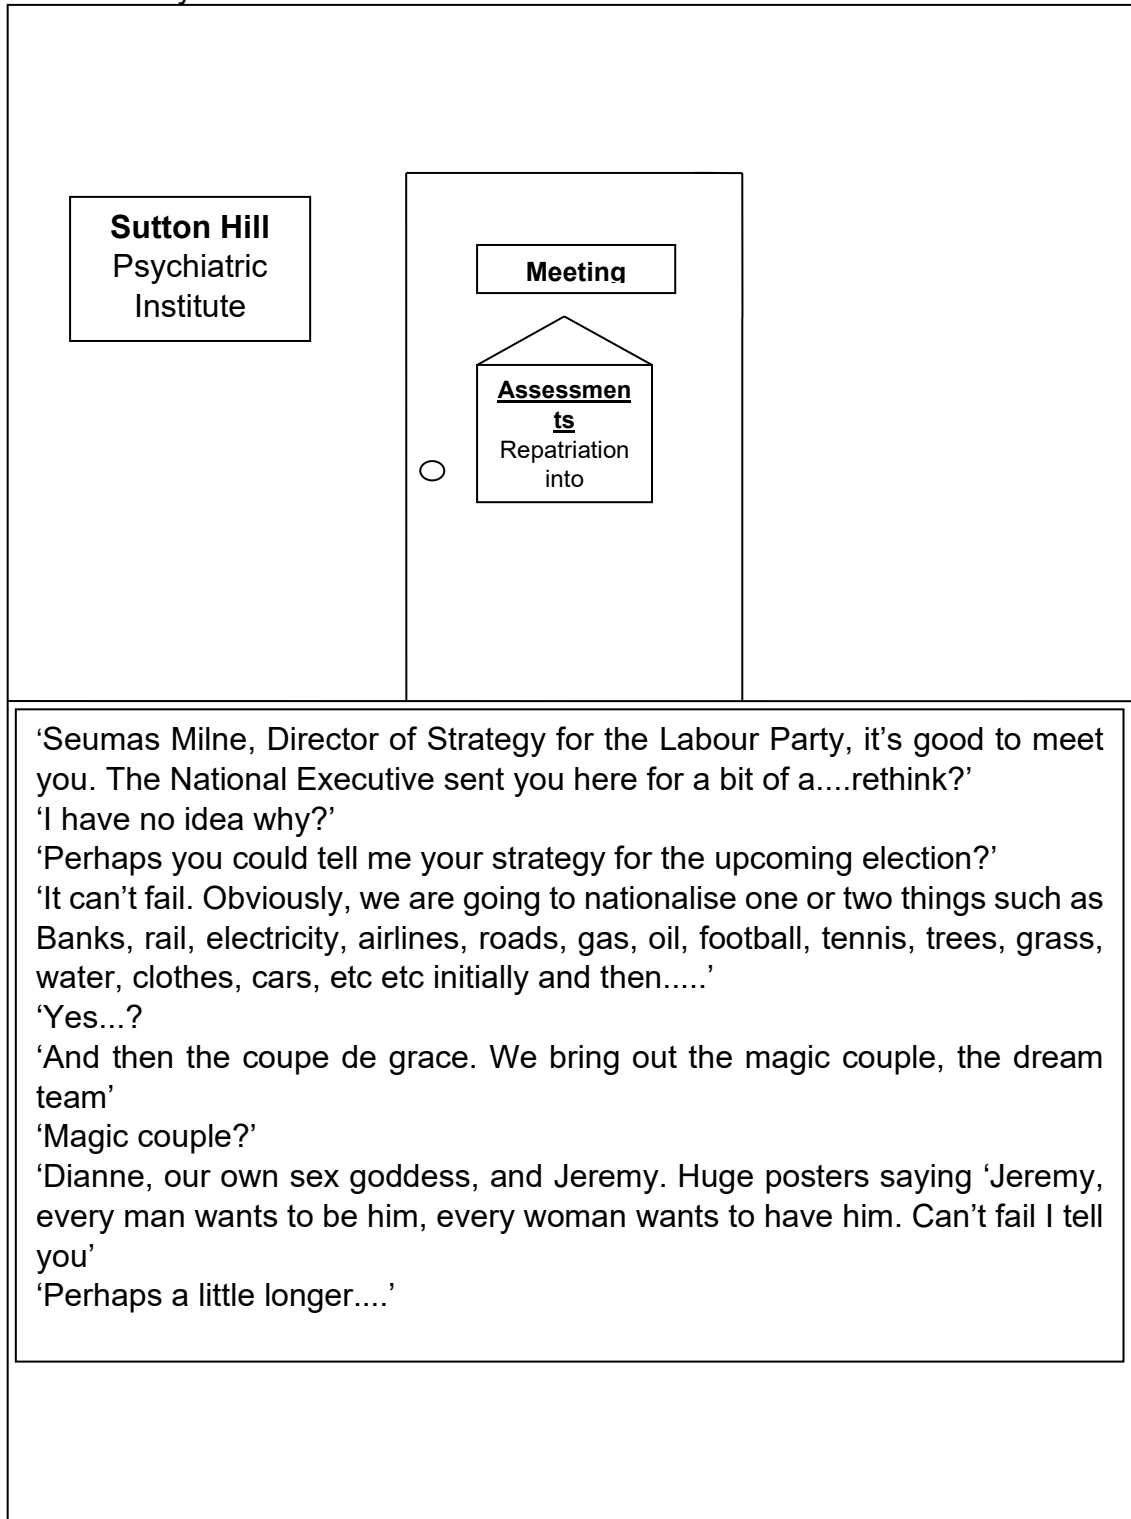 Sutton Hill
Psychiatric
Institute
Meeting
Assessmen
ts
Repatriation
into
‘Seumas Milne, Director of Strategy for the Labour Party, it’s good to meet
you. The National Executive sent you here for a bit of a....rethink?’
‘I have no idea why?’
‘Perhaps you could tell me your strategy for the upcoming election?’
‘It can’t fail. Obviously, we are going to nationalise one or two things such as
Banks, rail, electricity, airlines, roads, gas, oil, football, tennis, trees, grass,
water, clothes, cars, etc etc initially and then.....’
‘Yes...?
‘And then the coupe de grace. We bring out the magic couple, the dream
team’
‘Magic couple?’
‘Dianne, our own sex goddess, and Jeremy. Huge posters saying ‘Jeremy,
every man wants to be him, every woman wants to have him. Can’t fail I tell
you’
‘Perhaps a little longer....’